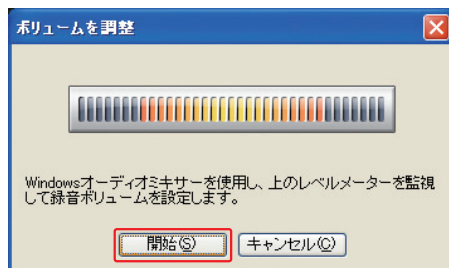 ボリュームを調整
Windowsオーディオミキサーを使用し、上のレベルメーターを監視
して録音ボリュームを設定します。
開始(S)
キャンセル(C)